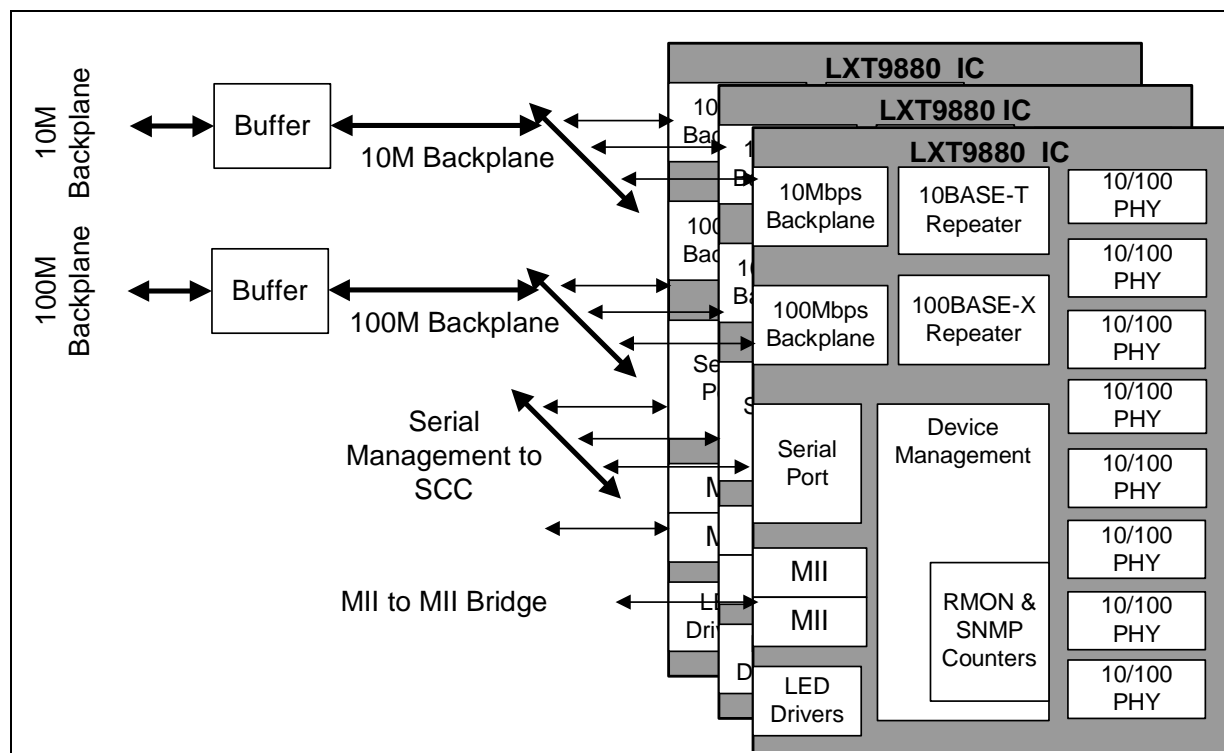 LXT9880 IC
LXT9880 IC
LXT9880 IC
10M
Backplane
Buffer
10M Backplane
100M
Backplane
Buffer
100M Backplane
Serial
Management to
SCC
MII to MII Bridge
10Mbps
Backplane
10BASE-T
Repeater
100Mbps
Backplane
100BASE-X
Repeater
Serial
Port
Device
Management
MII
MII
RMON &
SNMP
Counters
LED
Drivers
10/100
PHY
10/100
PHY
10/100
PHY
10/100
PHY
10/100
PHY
10/100
PHY
10/100
PHY
10/100
PHY